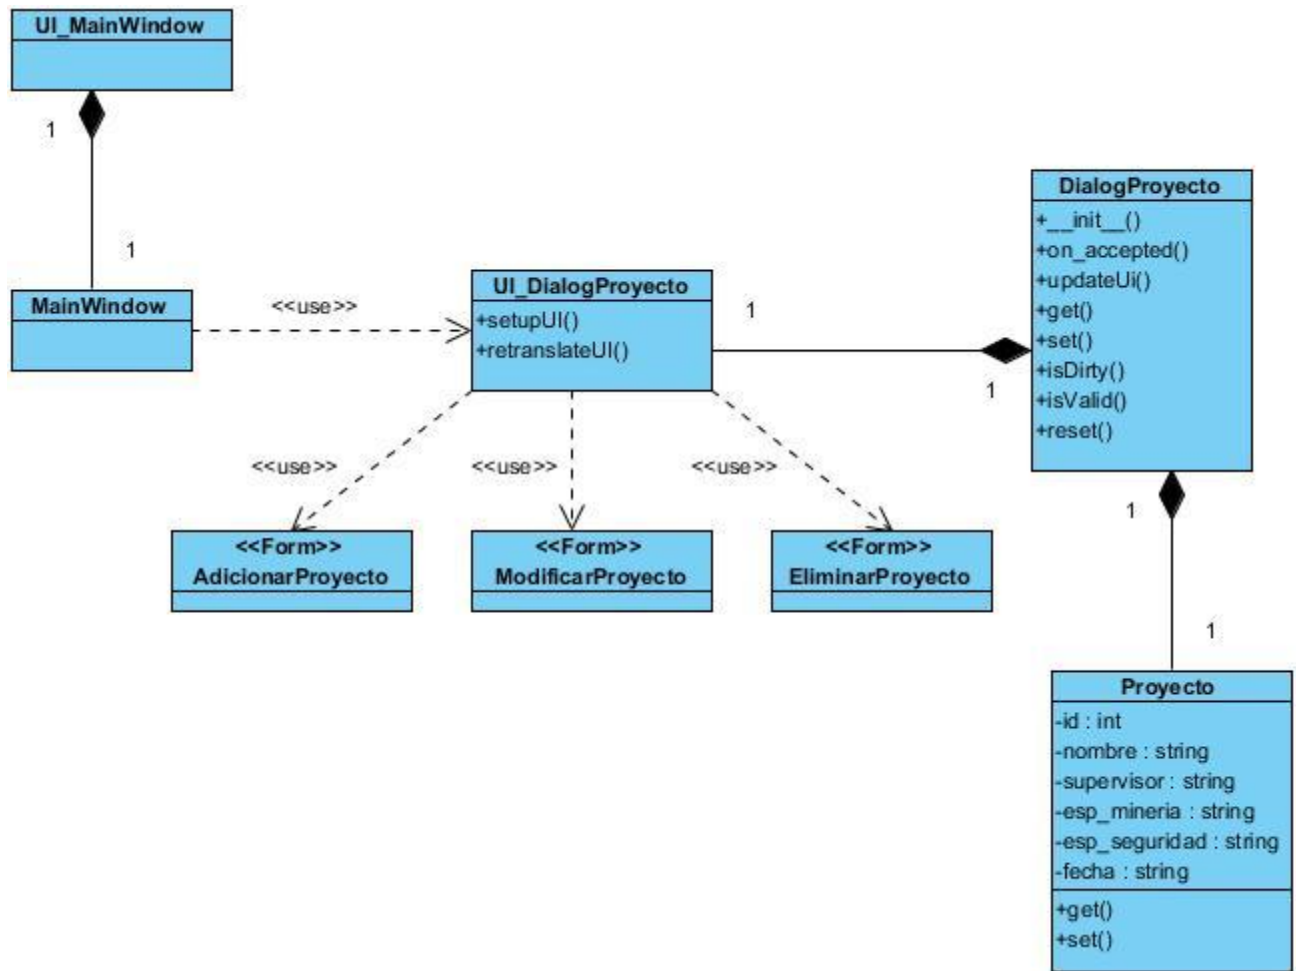 UI_MainWindow
1
1
MainWindow
<<use>>
UI_DialogProyecto
+setupUI()
+retranslateUI()
1
1
DialogProyecto
+__init__()
+on_accepted()
+updateUi()
+get()
+set()
+isDirty()
+isValid()
+reset()
<<use>>
<<use>>
<<use>>
<<Form>>
AdicionarProyecto
<<Form>>
ModificarProyecto
<<Form>>
EliminarProyecto
1
1
Proyecto
-id : int
-nombre : string
-supervisor : string
-esp_mineria : string
-esp_seguridad : string
-fecha : string
+get()
+set()